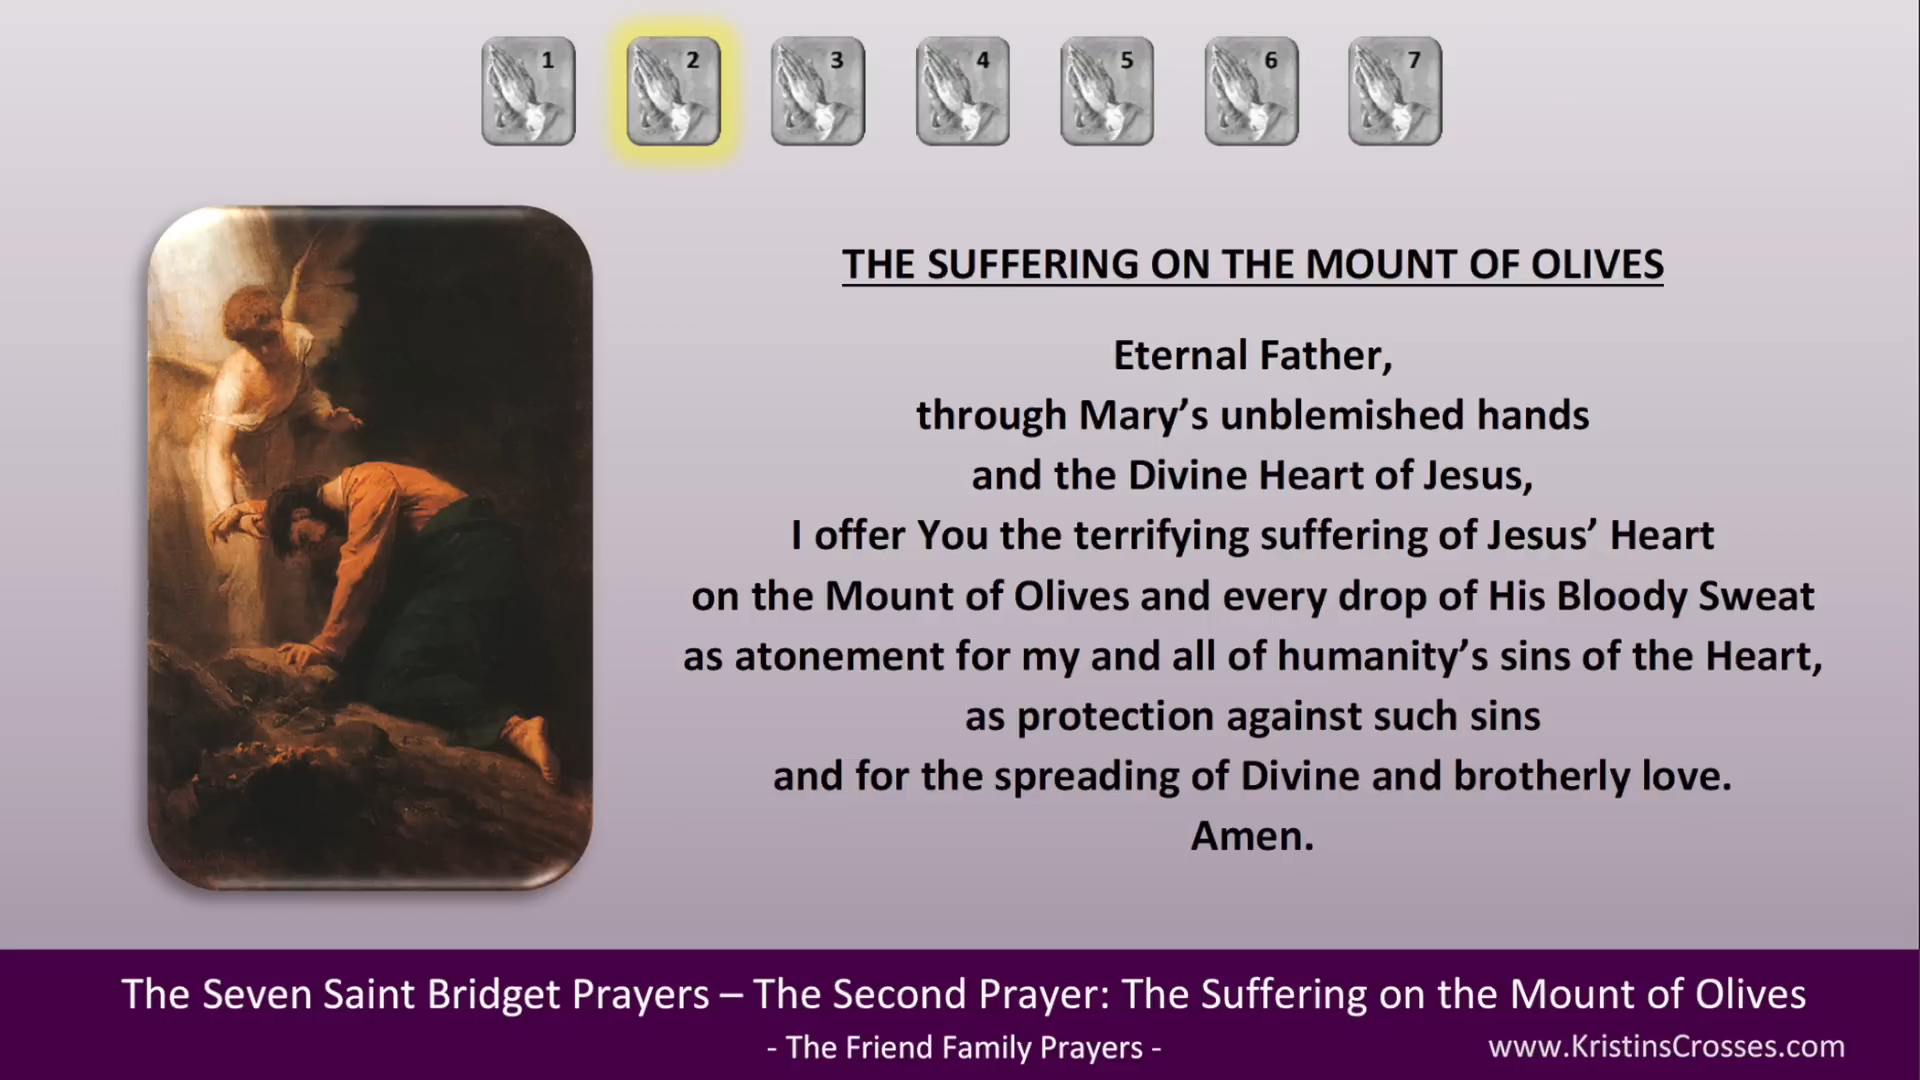 1 2 3 4 5 6 7
THE SUFFERING ON THE MOUNT OF OLIVES
Eternal Father,
through Mary’s unblemished hands
and the Divine Heart of Jesus,
I offer You the terrifying suffering of Jesus’ Heart
on the Mount of Olives and every drop of His Bloody Sweat
as atonement for my and all of humanity’s sins of the Heart,
as protection against such sins
and for the spreading of Divine and brotherly love.
Amen.
The Seven Saint Bridget Prayers – The Second Prayer: The Suffering on the Mount of Olives
- The Friend Family Prayers -
www.KristinsCrosses.com